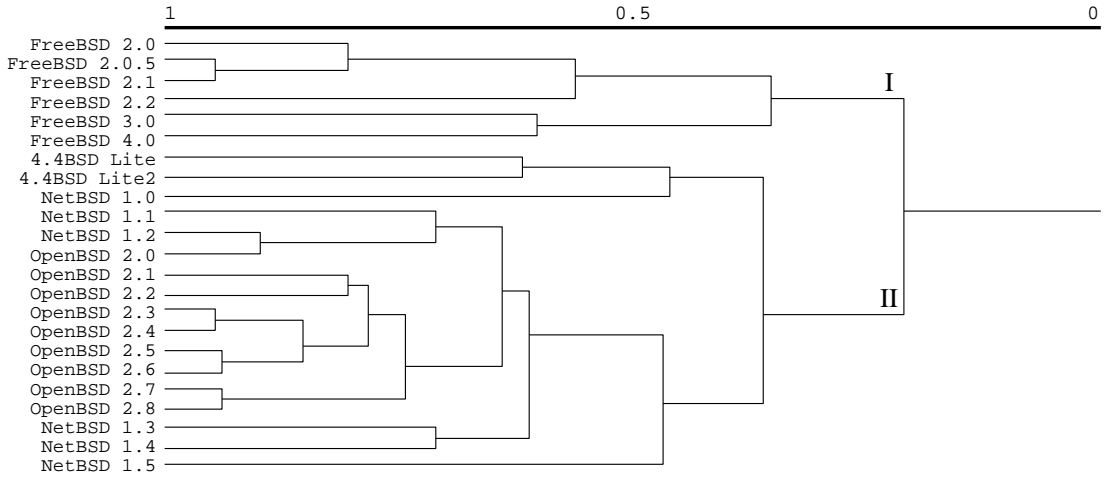 1 0.5 0
FreeBSD 2.0
FreeBSD 2.0.5
FreeBSD 2.1
I
FreeBSD 2.2
FreeBSD 3.0
FreeBSD 4.0
4.4BSD Lite
4.4BSD Lite2
NetBSD 1.0
NetBSD 1.1
NetBSD 1.2
OpenBSD 2.0
OpenBSD 2.1
OpenBSD 2.2
II
OpenBSD 2.3
OpenBSD 2.4
OpenBSD 2.5
OpenBSD 2.6
OpenBSD 2.7
OpenBSD 2.8
NetBSD 1.3
NetBSD 1.4
NetBSD 1.5